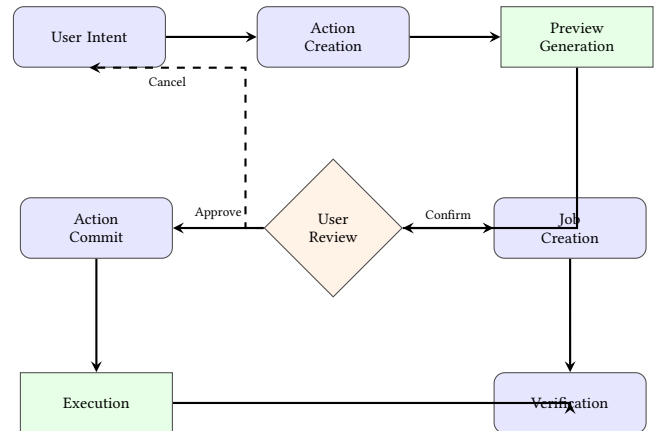 User Intent
Action
Creation
Preview
Generation
Cancel
Action
Commit
Approve
User
Review
Confirm
Job
Creation
Execution
Verification